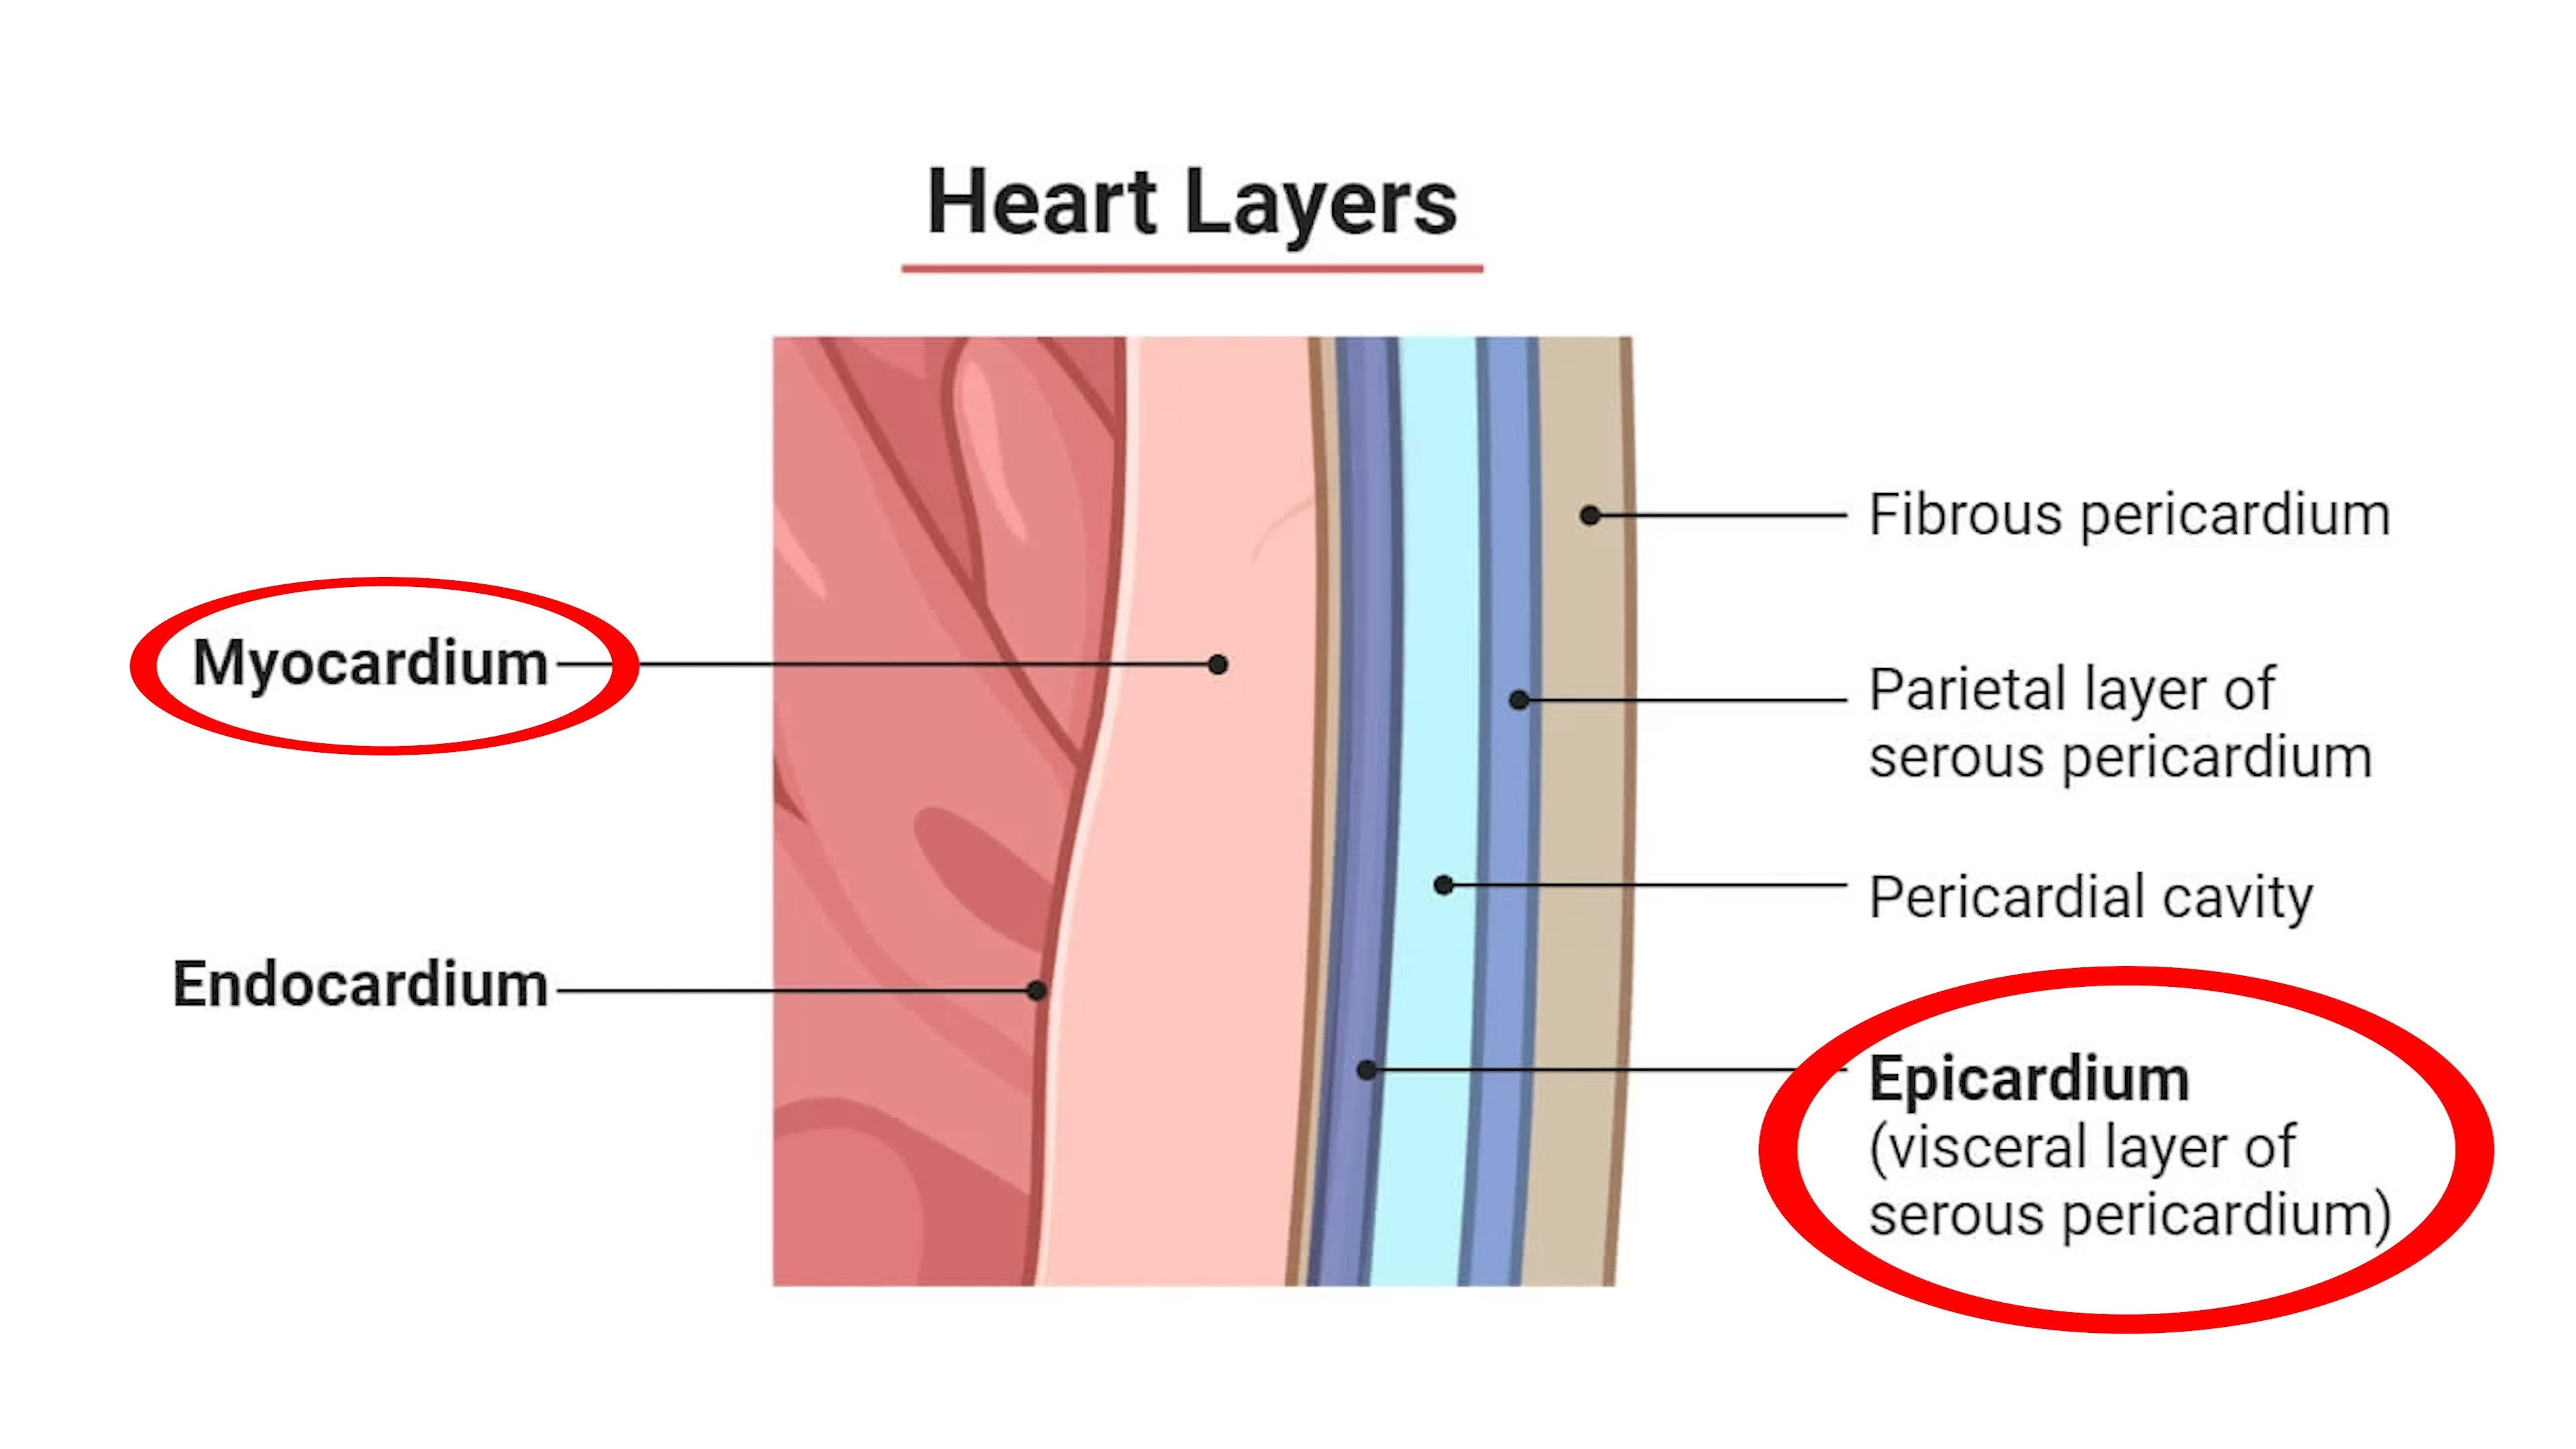 Heart Layers
Fibrous pericardium
Myocardium
Parietal layer of
serous pericardium
Pericardial cavity
Endocardium
Epicardium
(visceral layer of
serous pericardium)